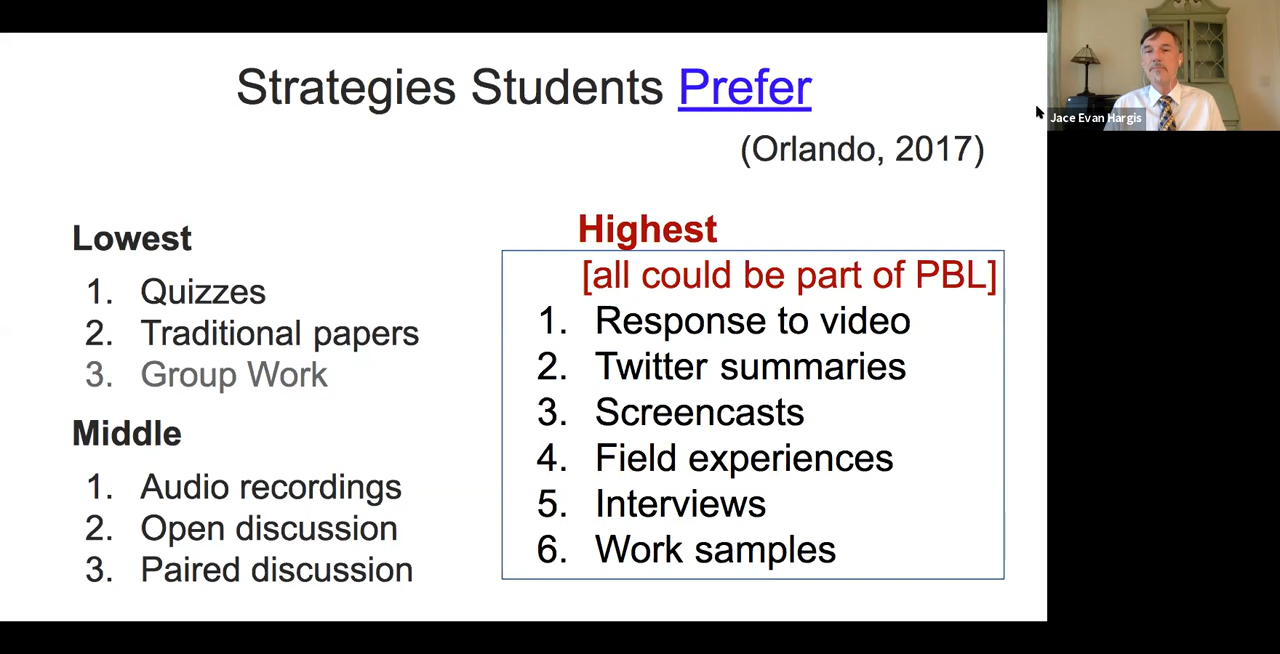 Strategies Students Prefer
(Orlando, 2017)
Lowest
1. Quizzes
2. Traditional papers
3. Group Work
Middle
1. Audio recordings
2. Open discussion
3. Paired discussion
Highest
[all could be part of PBL]
1. Response to video
2. Twitter summaries
3. Screencasts
4. Field experiences
5. Interviews
6. Work samples
Jace Evan Hargis